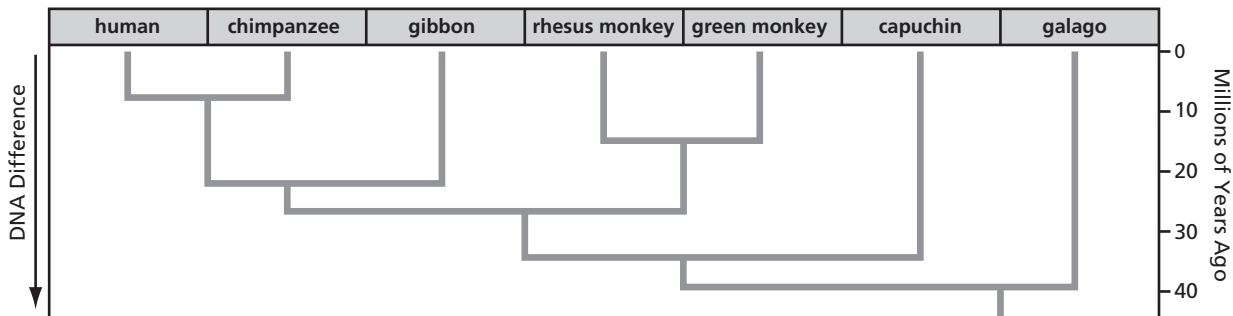 human chimpanzee gibbon rhesus monkey green monkey capuchin galago
DNA Difference
0
10
20
30
40
Millions of Years Ago